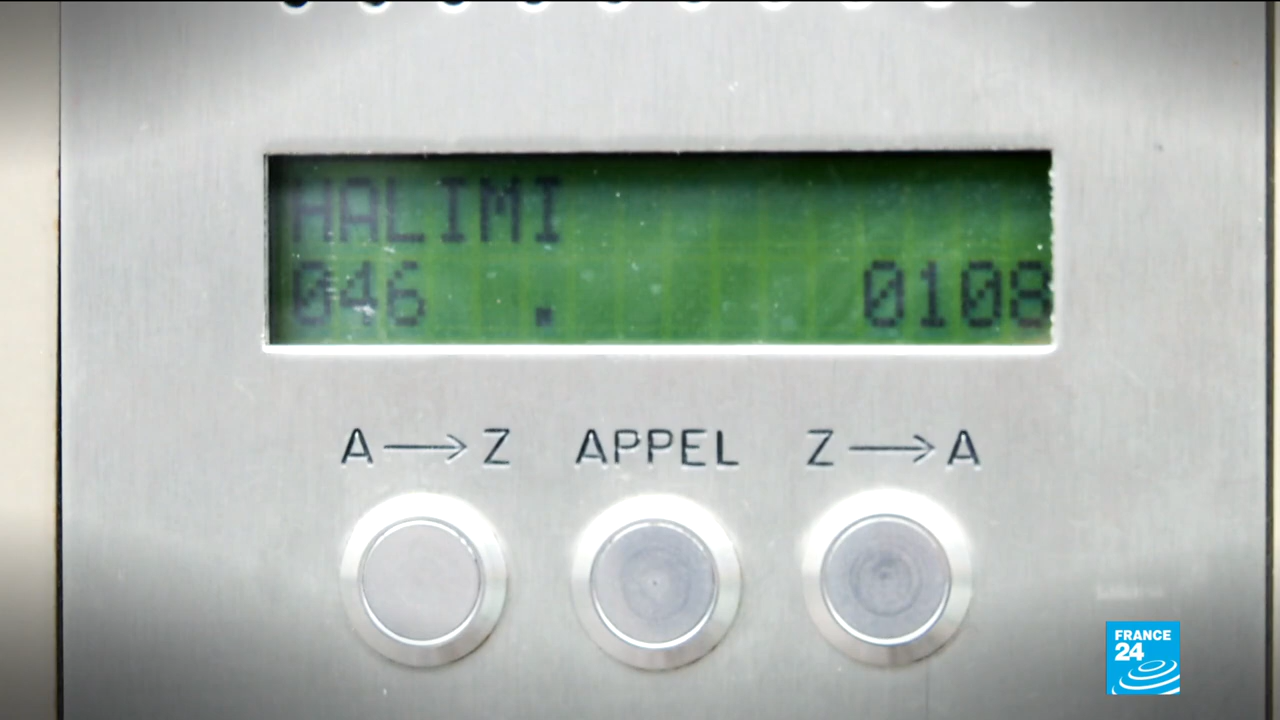 HALIMI
046 . 0108
A → Z APPEL Z → A
FRANCE
24